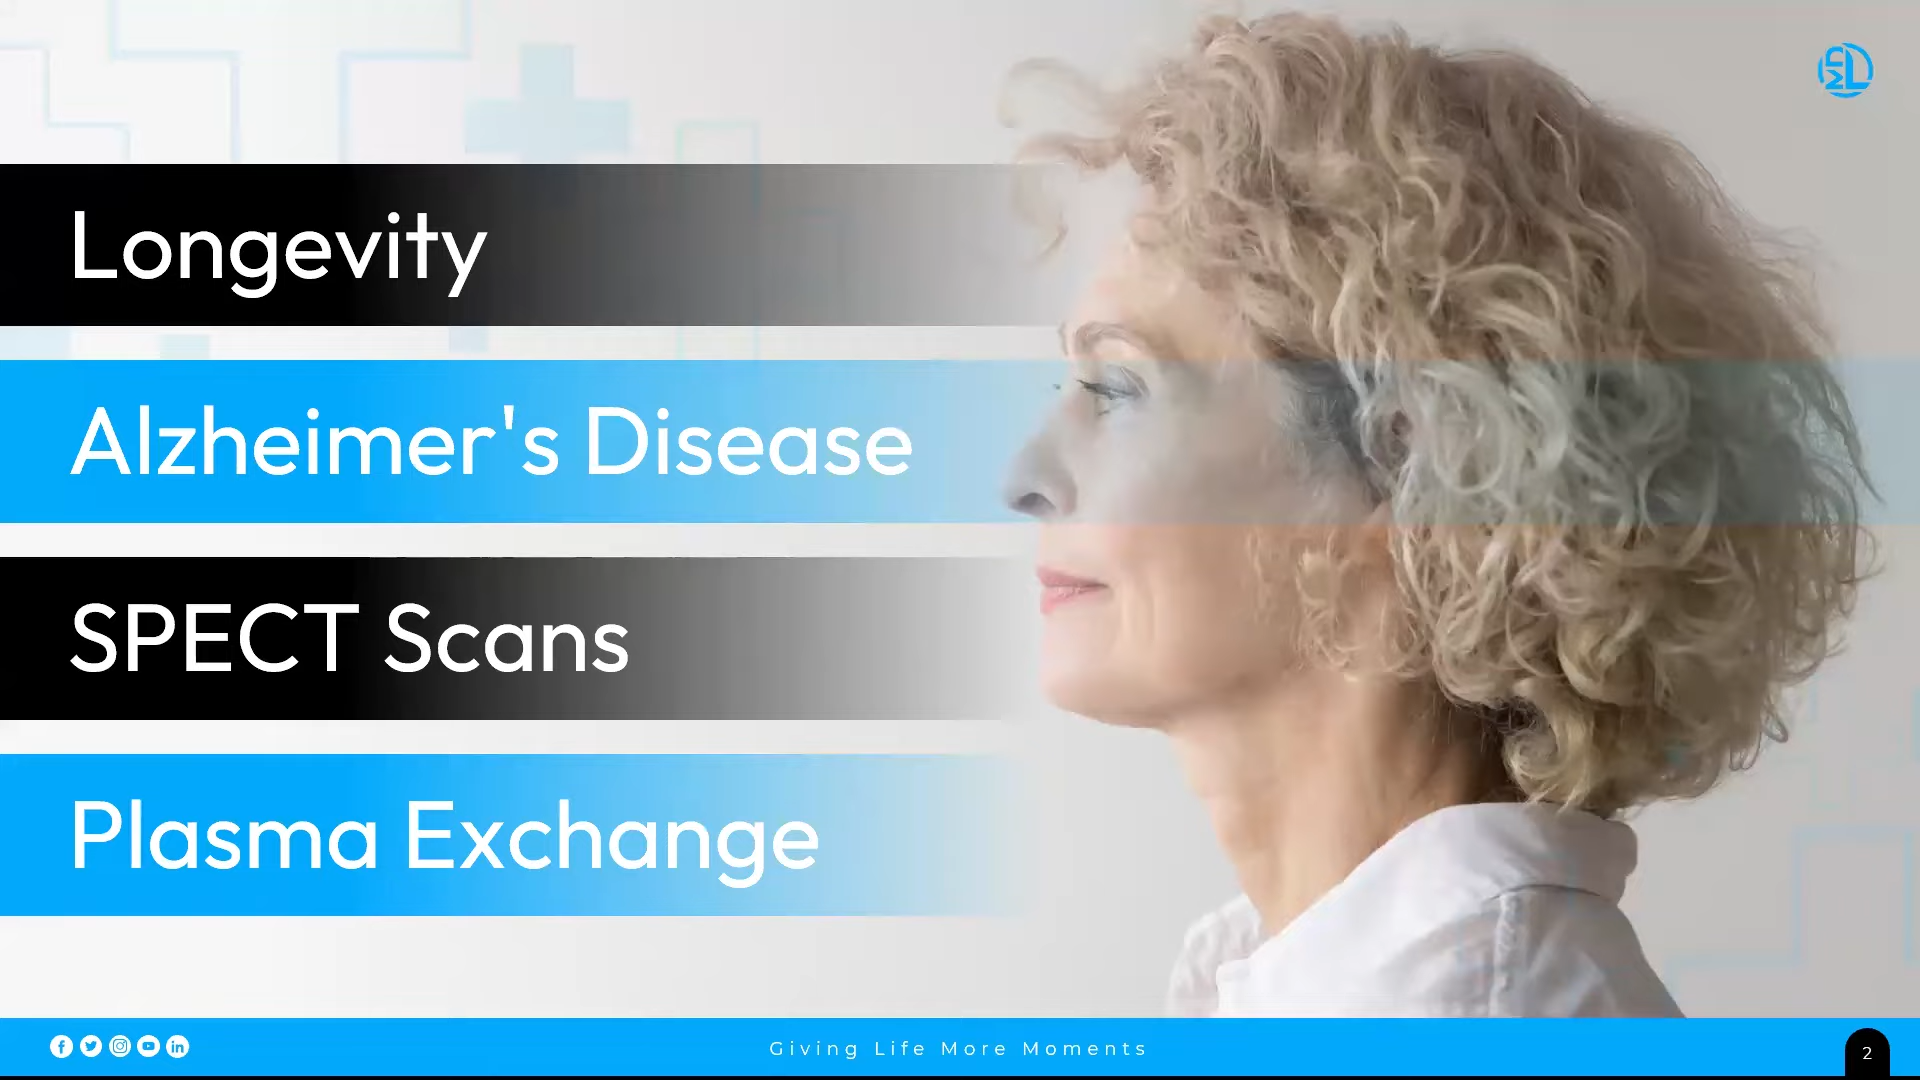 Longevity
Alzheimer's Disease
SPECT Scans
Plasma Exchange
Giving Life More Moments
2